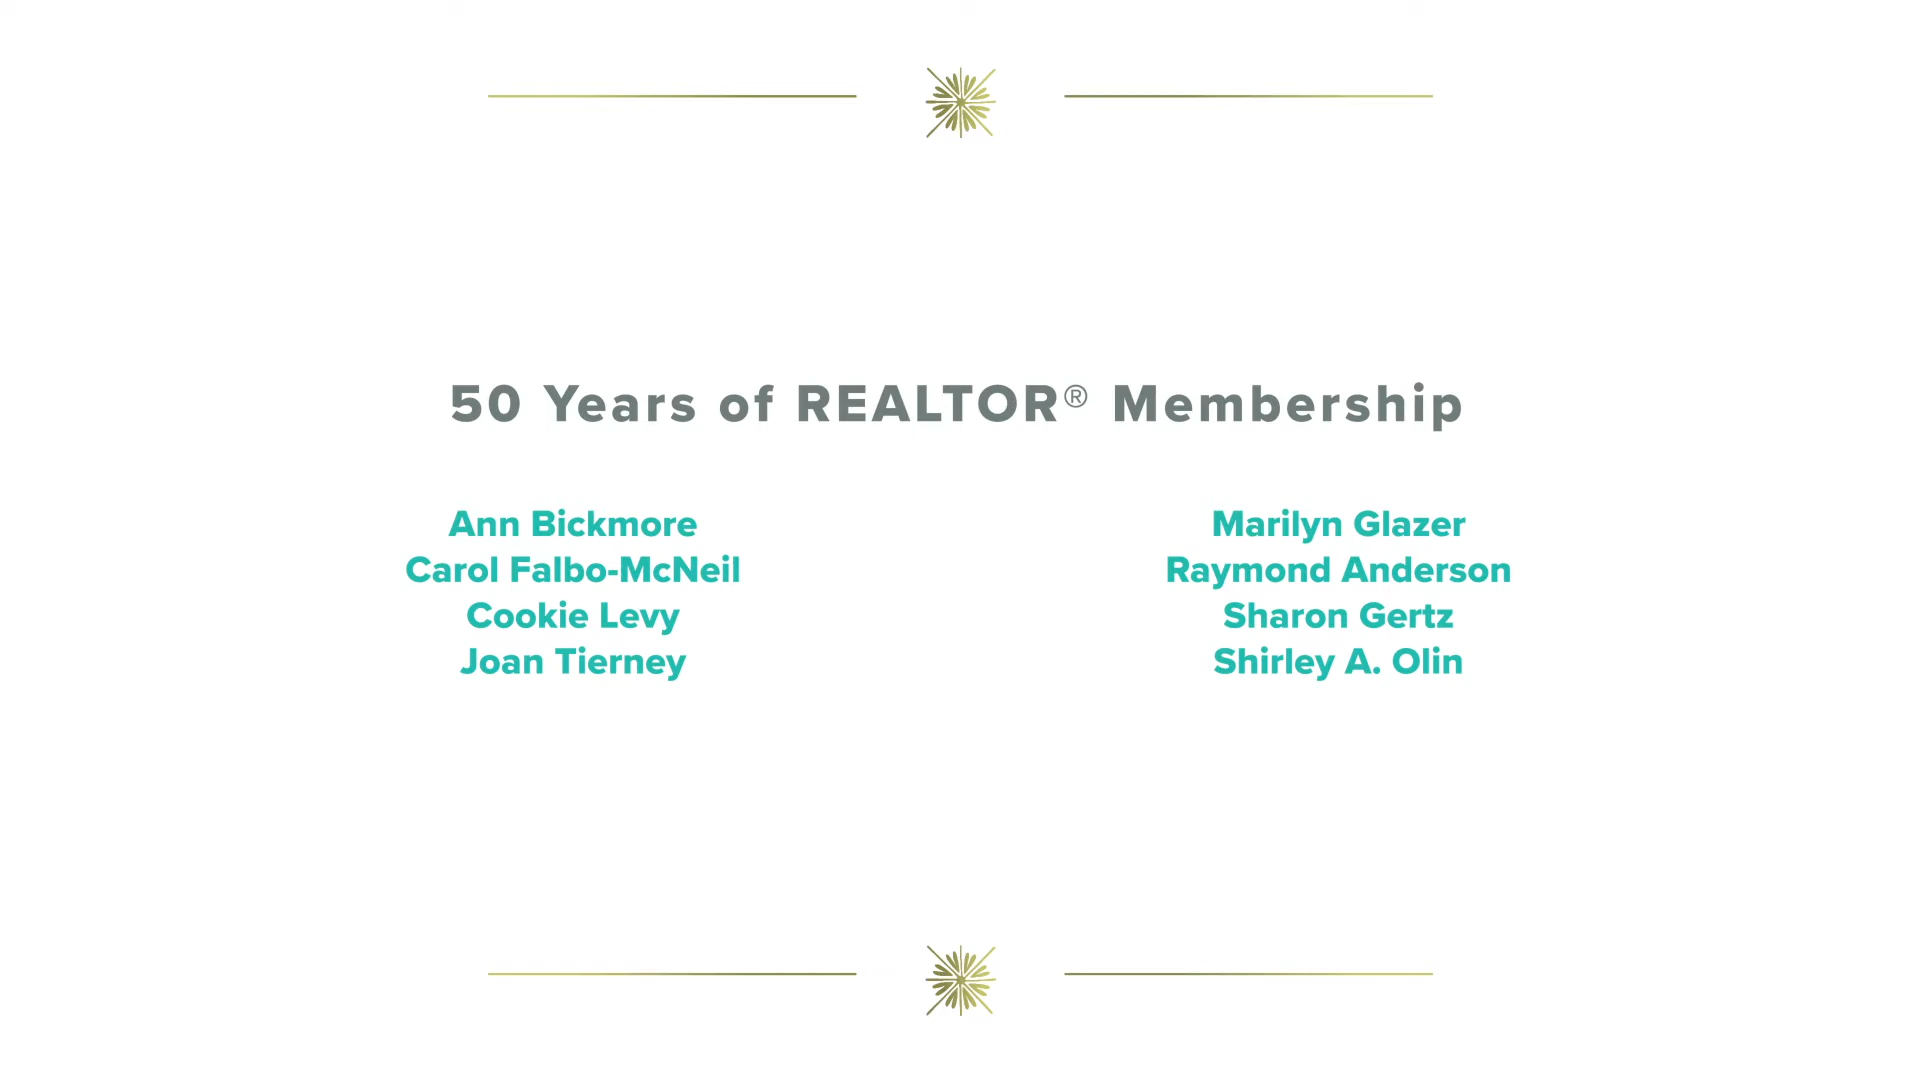 50 Years of REALTOR® Membership
Ann Bickmore
Carol Falbo-McNeil
Cookie Levy
Joan Tierney
Marilyn Glazer
Raymond Anderson
Sharon Gertz
Shirley A. Olin